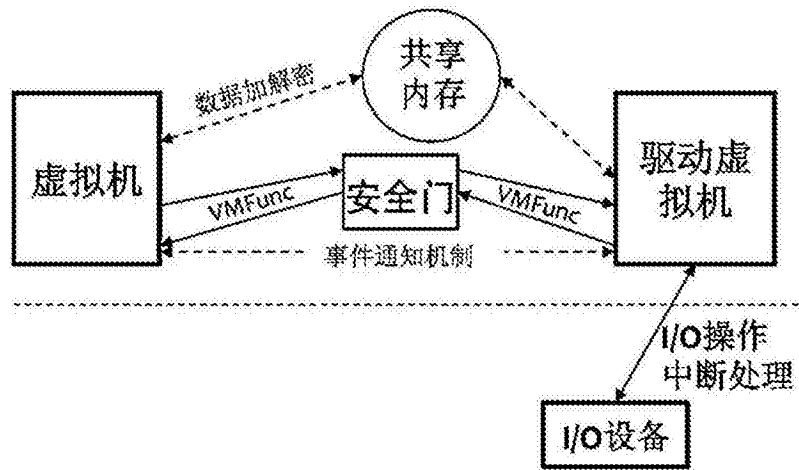 共享
内存
数据加解密
虚拟机
驱动虚
拟机
安全门
VMFunc
VMFunc
事件通知机制
I/O操作
中断处理
I/O设备